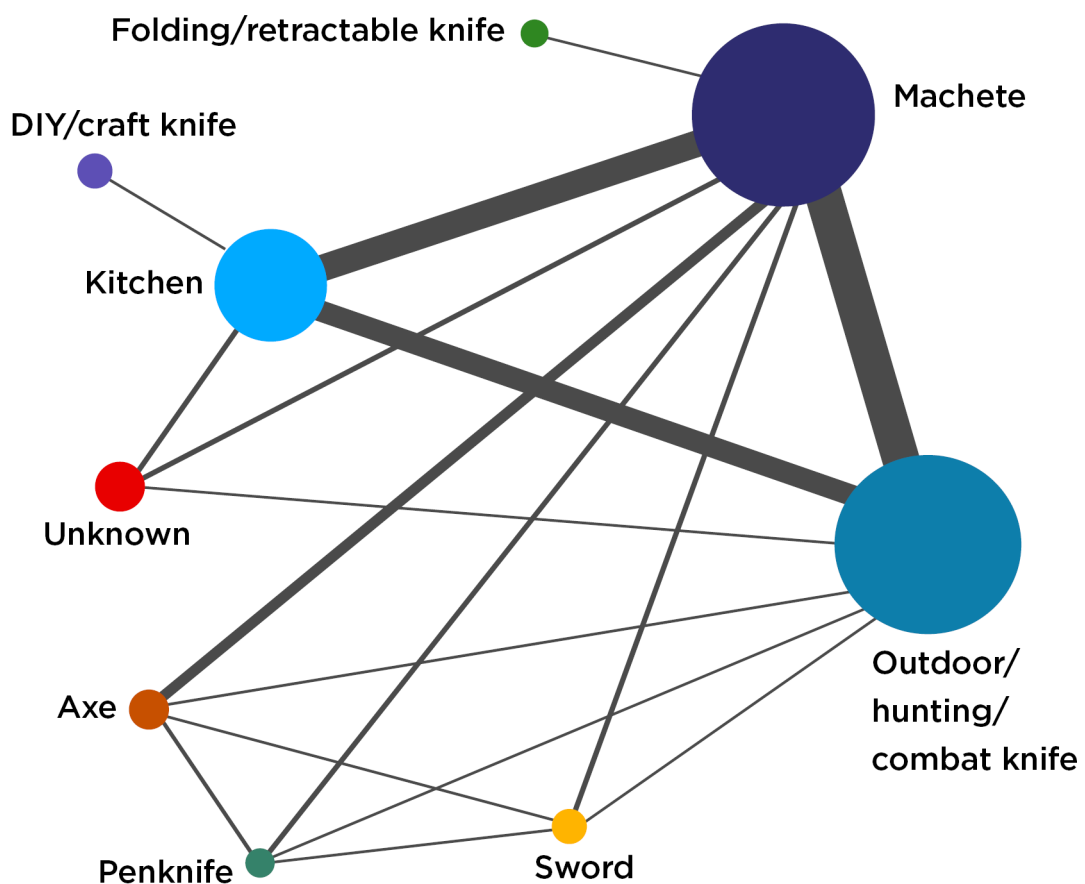 Folding/retractable knife
Machete
DIY/craft knife
Kitchen
Unknown
Outdoor/
hunting/
combat knife
Axe
Sword
Penknife